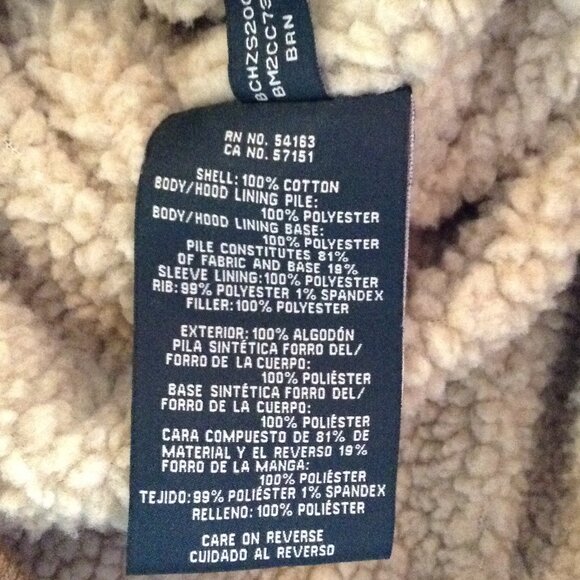 BCHZS200
BM2CC73
BRN
RN NO. 54163
CA NO. 57151
SHELL: 100% COTTON
BODY/HOOD LINING PILE:
100% POLYESTER
BODY/HOOD LINING BASE:
100% POLYESTER
PILE CONSTITUTES 81%
OF FABRIC AND BASE 19%
SLEEVE LINING:100% POLYESTER
RIB: 99% POLYESTER 1% SPANDEX
FILLER: 100% POLYESTER
EXTERIOR: 100% ALGODÓN
PILA SINTÉTICA FORRO DEL/
FORRO DE LA CUERPO:
100% POLIÉSTER
BASE SINTÉTICA FORRO DEL/
FORRO DE LA CUERPO:
100% POLIÉSTER
CARA COMPUESTO DE 81% DE
MATERIAL Y EL REVERSO 19%
FORRO DE LA MANGA:
100% POLIÉSTER
TEJIDO: 99% POLIÉSTER 1% SPANDEX
RELLENO: 100% POLIÉSTER
CARE ON REVERSE
CUIDADO AL REVERSO